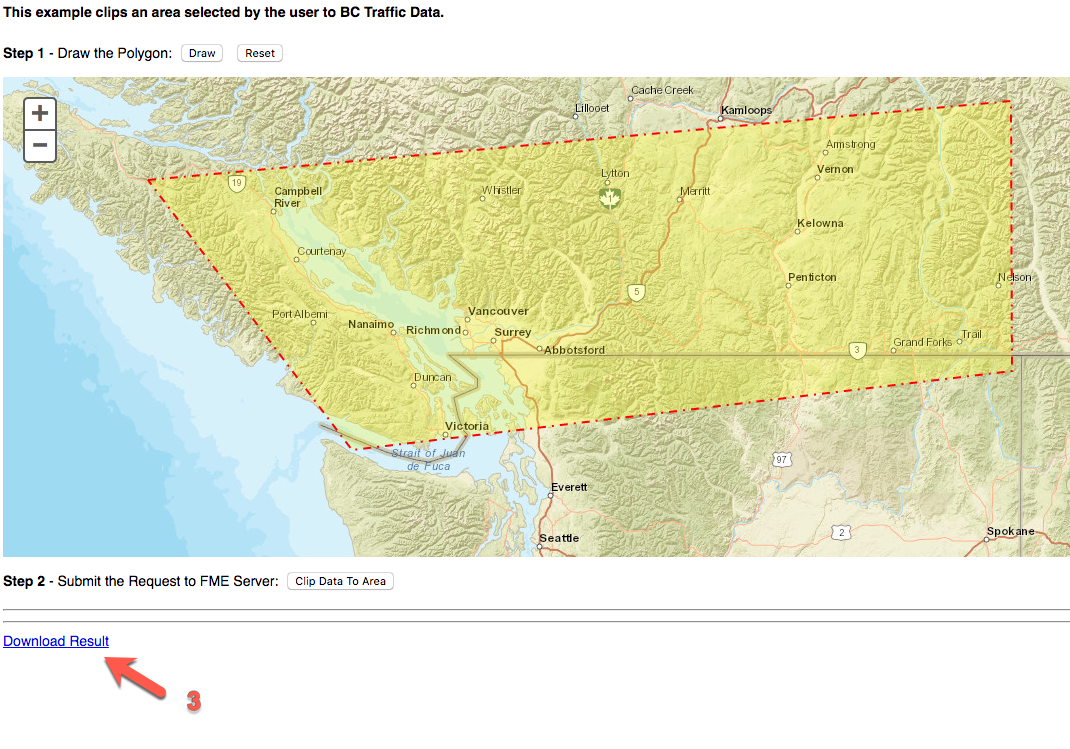 This example clips an area selected by the user to BC Traffic Data.
Step 1 - Draw the Polygon: Draw Reset
+
−
Cache Creek
Lillooet
Kamloops
Armstrong
Lytton
Vernon
19
Campbell
River
Whistler
Merritt
Kelowna
Courtenay
Penticton
Nelson
5
Port Alberni
Vancouver
Nanaimo
Richmond
Surrey
Trail
Grand Forks
3
Abbotsford
Duncan
Victoria
Strait of Juan
de Fuca
97
Everett
2
Spokane
Seattle
Step 2 - Submit the Request to FME Server: Clip Data To Area
Download Result
3